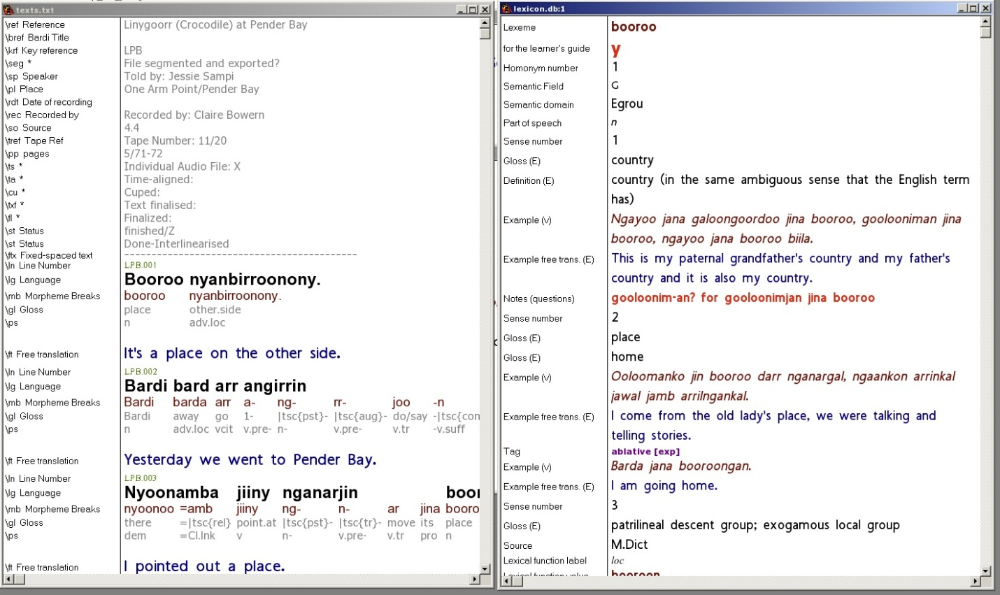 texts.txt
\ref Reference Linygoorr (Crocodile) at Pender Bay
\bref Bardi Title
\krf Key reference LPB
\seg * File segmented and exported?
\sp Speaker Told by: Jessie Sampi
\pl Place One Arm Point/Pender Bay
\rdt Date of recording
\rec Recorded by Recorded by: Claire Bowern
\so Source 4.4
\tref Tape Ref Tape Number: 11/20
\pp pages 5/71-72
\ts * Individual Audio File: X
\ta * Time-aligned:
\cu * Cuped:
\txf * Text finalised:
\fl * Finalized:
\st Status finished/Z
\st Status Done-Interlinearised
\ftx Fixed-spaced text ----------------------------------------
\ln Line Number LPB.001
\lg Language Booroo nyanbirroonony.
\mb Morpheme Breaks booroo nyanbirroonony.
\gl Gloss place other.side
\ps n adv.loc
\ft Free translation It's a place on the other side.
\ln Line Number LPB.002
\lg Language Bardi bard arr angirrin
\mb Morpheme Breaks Bardi barda arr a- ng- rr- joo -n
\gl Gloss Bardi away go 1- |tsc{pst}- |tsc{aug}- do/say -|tsc{con
\ps n adv.loc vcit v.pre- n- v.pre- v.tr -v.suff
\ft Free translation Yesterday we went to Pender Bay.
\ln Line Number LPB.003
\lg Language Nyoonamba jiiny nganarjin boor
\mb Morpheme Breaks nyoonoo =amb jiiny ng- n- ar jina booro
\gl Gloss there =|tsc{rel} point.at |tsc{pst}- |tsc{tr}- move its place
\ps dem =Cl.lnk v n- v.pre- v.tr pro n
\ft Free translation I pointed out a place.
lexicon.db:1
Lexeme booroo
for the learner's guide y
Homonym number 1
Semantic Field G
Semantic domain Egrou
Part of speech n
Sense number 1
Gloss (E) country
Definition (E) country (in the same ambiguous sense that the English term
has)
Example (v) Ngayoo jana galoongoordoo jina booroo, goolooniman jina
booroo, ngayoo jana booroo biila.
Example free trans. (E) This is my paternal grandfather's country and my father's
country and it is also my country.
Notes (questions) gooloonim-an? for gooloonimjan jina booroo
Sense number 2
Gloss (E) place
Gloss (E) home
Example (v) Ooloomanko jin booroo darr nganargal, ngaankon arrinkal
jawal jamb arrilngankal.
Example free trans. (E) I come from the old lady's place, we were talking and
telling stories.
Tag ablative [exp]
Example (v) Barda jana booroongan.
Example free trans. (E) I am going home.
Sense number 3
Gloss (E) patrilineal descent group; exogamous local group
Source M.Dict
Lexical function label loc
Lexical function value booroon